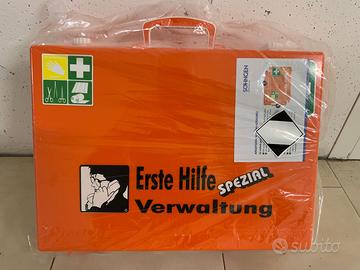 SÖHNGEN
Erste Hilfe
SPEZIAL
Verwaltung
subito